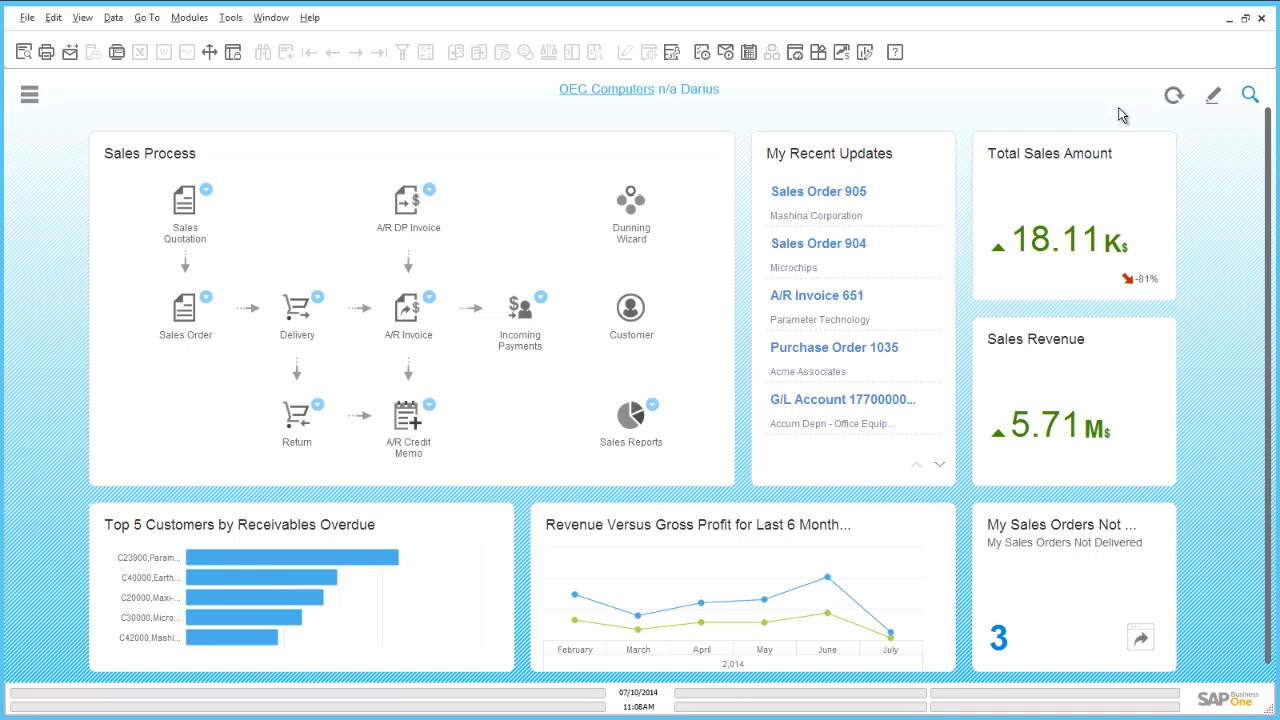 File Edit View Data Go To Modules Tools Window Help
OEC Computers n/a Darius
Sales Process
Sales
Quotation
A/R DP Invoice
Dunning
Wizard
Sales Order
Delivery
A/R Invoice
Incoming
Payments
Customer
Return
A/R Credit
Memo
Sales Reports
My Recent Updates
Sales Order 905
Mashina Corporation
Sales Order 904
Microchips
A/R Invoice 651
Parameter Technology
Purchase Order 1035
Acme Associates
G/L Account 17700000...
Accum Depn - Office Equip...
Total Sales Amount
18.11 K$
-81%
Sales Revenue
5.71 M$
Top 5 Customers by Receivables Overdue
C23900,Param...
C40000,Earth...
C20000,Maxi-...
C30000,Micro...
C42000,Mashi...
Revenue Versus Gross Profit for Last 6 Month...
February March April May June July
2,014
My Sales Orders Not ...
My Sales Orders Not Delivered
3
07/10/2014
11:08AM
SAP Business One